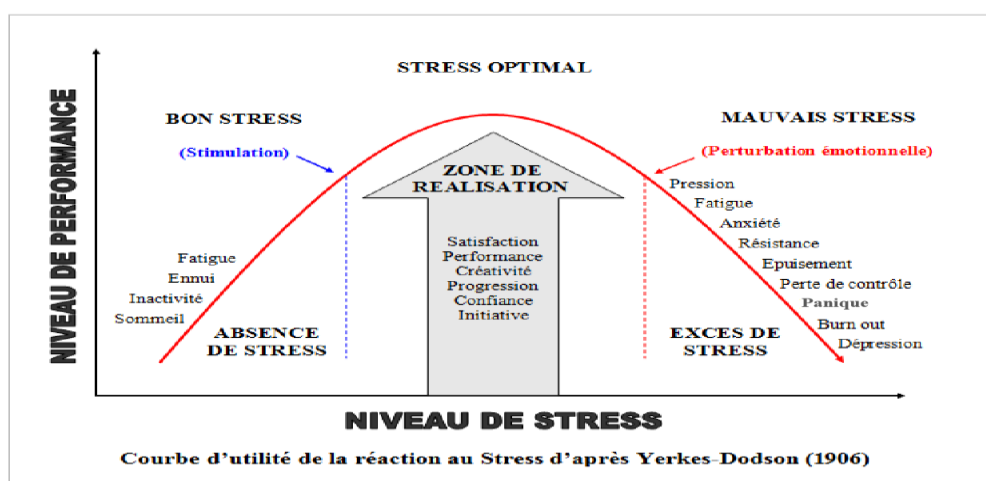 STRESS OPTIMAL
BON STRESS
(Stimulation)
MAUVAIS STRESS
(Perturbation émotionnelle)
NIVEAU DE PERFORMANCE
ZONE DE
REALISATION
Satisfaction
Performance
Créativité
Progression
Confiance
Initiative
Fatigue
Ennui
Inactivité
Sommeil
ABSENCE
DE STRESS
Pression
Fatigue
Anxiété
Résistance
Epuisement
Perte de contrôle
Panique
Burn out
Dépression
EXCES DE
STRESS
NIVEAU DE STRESS
Courbe d’utilité de la réaction au Stress d’après Yerkes-Dodson (1906)